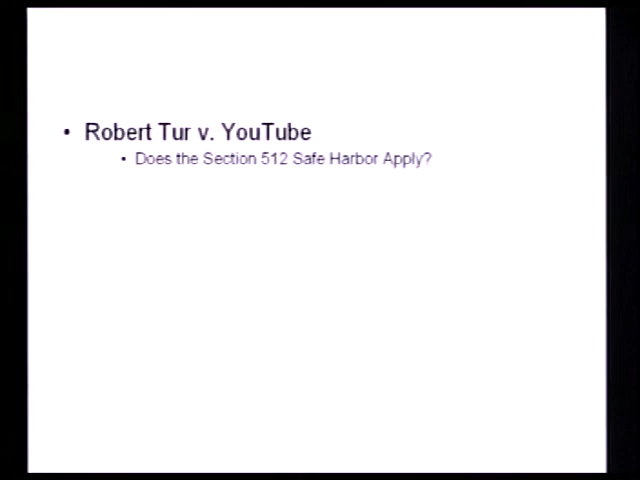 • Robert Tur v. YouTube
• Does the Section 512 Safe Harbor Apply?